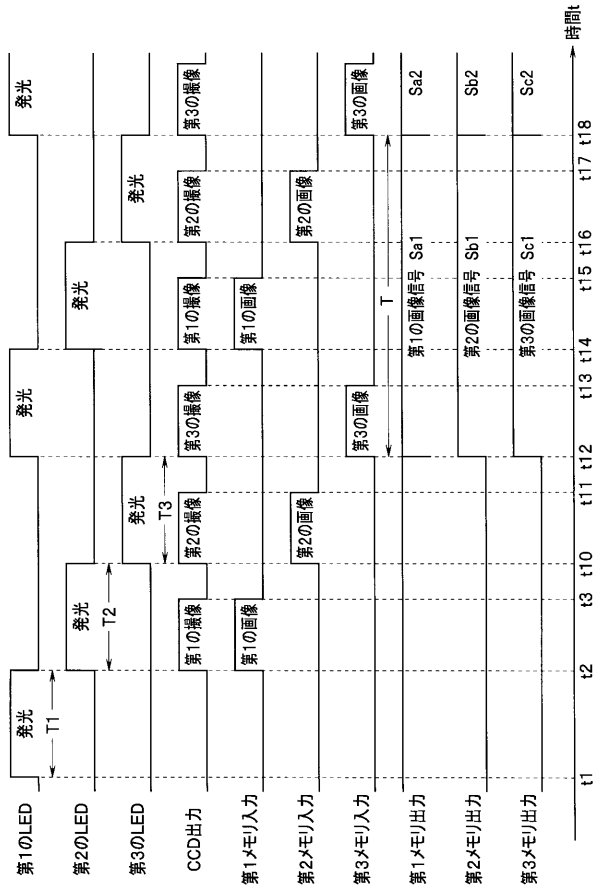 第1のLED
発光
発光
発光
T1
第2のLED
発光
発光
T2
第3のLED
発光
発光
T3
CCD出力
第1の撮像
第2の撮像
第3の撮像
第1の撮像
第2の撮像
第3の撮像
第1メモリ入力
第1の画像
第1の画像
第2メモリ入力
第2の画像
第2の画像
第3メモリ入力
第3の画像
第3の画像
T
第1メモリ出力
第1の画像信号 Sa1
Sa2
第2メモリ出力
第2の画像信号 Sb1
Sb2
第3メモリ出力
第3の画像信号 Sc1
Sc2
t1 t2 t3 t10 t11 t12 t13 t14 t15 t16 t17 t18
時間t